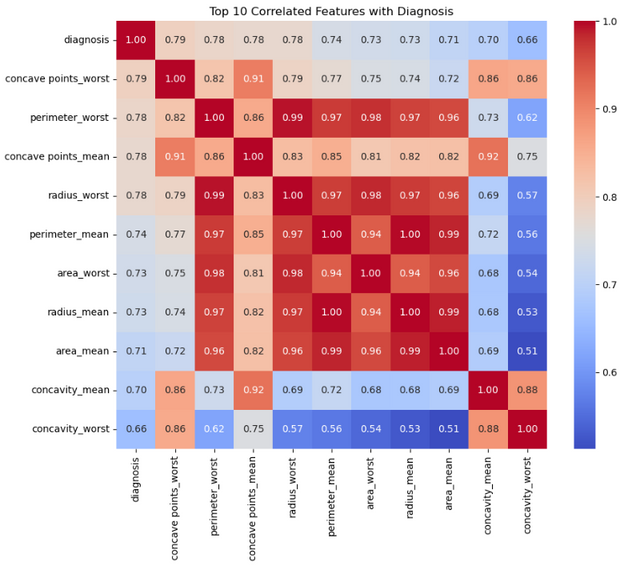 Top 10 Correlated Features with Diagnosis
diagnosis 1.00 0.79 0.78 0.78 0.78 0.74 0.73 0.73 0.71 0.70 0.66
concave points_worst 0.79 1.00 0.82 0.91 0.79 0.77 0.75 0.74 0.72 0.86 0.86
perimeter_worst 0.78 0.82 1.00 0.86 0.99 0.97 0.98 0.97 0.96 0.73 0.62
concave points_mean 0.78 0.91 0.86 1.00 0.83 0.85 0.81 0.82 0.82 0.92 0.75
radius_worst 0.78 0.79 0.99 0.83 1.00 0.97 0.98 0.97 0.96 0.69 0.57
perimeter_mean 0.74 0.77 0.97 0.85 0.97 1.00 0.94 1.00 0.99 0.72 0.56
area_worst 0.73 0.75 0.98 0.81 0.98 0.94 1.00 0.94 0.96 0.68 0.54
radius_mean 0.73 0.74 0.97 0.82 0.97 1.00 0.94 1.00 0.99 0.68 0.53
area_mean 0.71 0.72 0.96 0.82 0.96 0.99 0.96 0.99 1.00 0.69 0.51
concavity_mean 0.70 0.86 0.73 0.92 0.69 0.72 0.68 0.68 0.69 1.00 0.88
concavity_worst 0.66 0.86 0.62 0.75 0.57 0.56 0.54 0.53 0.51 0.88 1.00
diagnosis
concave points_worst
perimeter_worst
concave points_mean
radius_worst
perimeter_mean
area_worst
radius_mean
area_mean
concavity_mean
concavity_worst
1.0
0.9
0.8
0.7
0.6